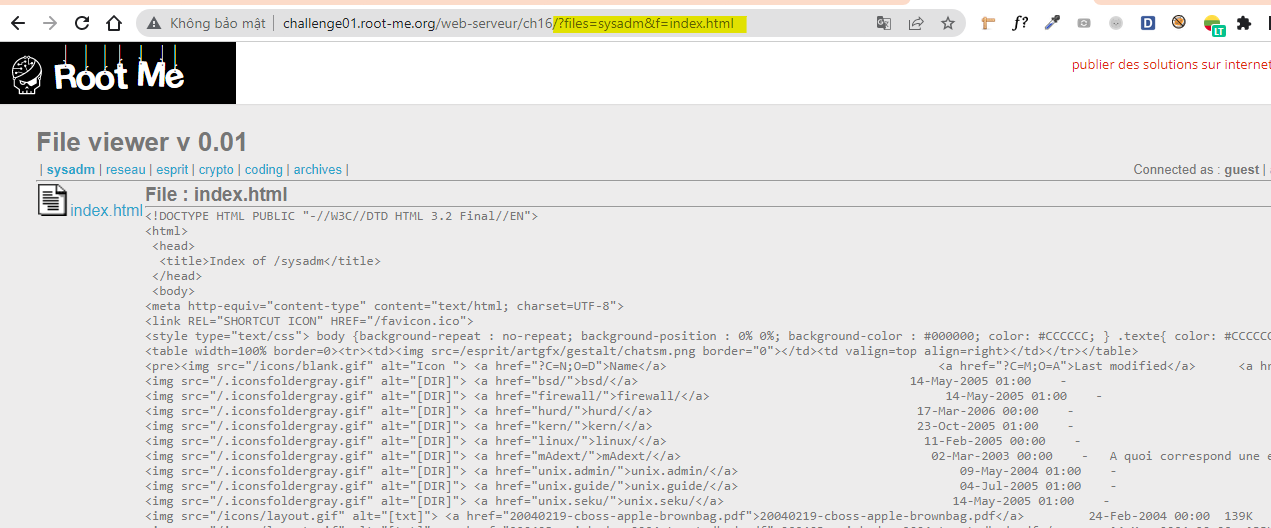 Không bảo mật | challenge01.root-me.org/web-serveur/ch16/?files=sysadm&f=index.html
Root Me
publier des solutions sur internet
File viewer v 0.01
| sysadm | reseau | esprit | crypto | coding | archives |
Connected as : guest |
index.html
File : index.html
<!DOCTYPE HTML PUBLIC "-//W3C//DTD HTML 3.2 Final//EN">
<html>
<head>
<title>Index of /sysadm</title>
</head>
<body>
<meta http-equiv="content-type" content="text/html; charset=UTF-8">
<link REL="SHORTCUT ICON" HREF="/favicon.ico">
<style type="text/css"> body {background-repeat : no-repeat; background-position : 0% 0%; background-color : #000000; color: #CCCCCC; } .texte{ color: #CCCCCC
<table width=100% border=0><tr><td><img src=/esprit/artgfx/gestalt/chatsm.png border="0"></td><td valign=top align=right></td></tr></table>
<pre><img src="/icons/blank.gif" alt="Icon "> <a href="?C=N;O=D">Name</a> <a href="?C=M;O=A">Last modified</a> <a h
<img src="/.iconsfoldergray.gif" alt="[DIR]"> <a href="bsd/">bsd/</a> 14-May-2005 01:00 -
<img src="/.iconsfoldergray.gif" alt="[DIR]"> <a href="firewall/">firewall/</a> 14-May-2005 01:00 -
<img src="/.iconsfoldergray.gif" alt="[DIR]"> <a href="hurd/">hurd/</a> 17-Mar-2006 00:00 -
<img src="/.iconsfoldergray.gif" alt="[DIR]"> <a href="kern/">kern/</a> 23-Oct-2005 01:00 -
<img src="/.iconsfoldergray.gif" alt="[DIR]"> <a href="linux/">linux/</a> 11-Feb-2005 00:00 -
<img src="/.iconsfoldergray.gif" alt="[DIR]"> <a href="mAdext/">mAdext/</a> 02-Mar-2003 00:00 - A quoi correspond une e
<img src="/.iconsfoldergray.gif" alt="[DIR]"> <a href="unix.admin/">unix.admin/</a> 09-May-2004 01:00 -
<img src="/.iconsfoldergray.gif" alt="[DIR]"> <a href="unix.guide/">unix.guide/</a> 04-Jul-2005 01:00 -
<img src="/.iconsfoldergray.gif" alt="[DIR]"> <a href="unix.seku/">unix.seku/</a> 14-May-2005 01:00 -
<img src="/icons/layout.gif" alt="[txt]"> <a href="20040219-cboss-apple-brownbag.pdf">20040219-cboss-apple-brownbag.pdf</a> 24-Feb-2004 00:00 139K